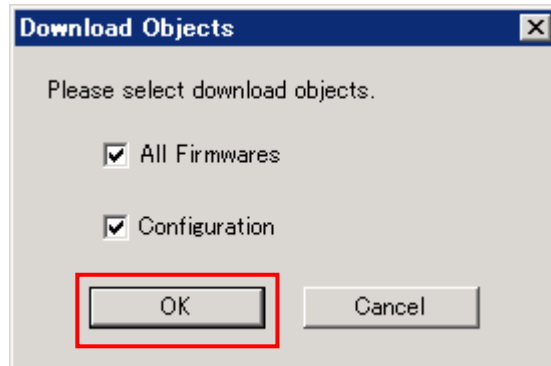 Download Objects
Please select download objects.
All Firmwares
Configuration
OK Cancel